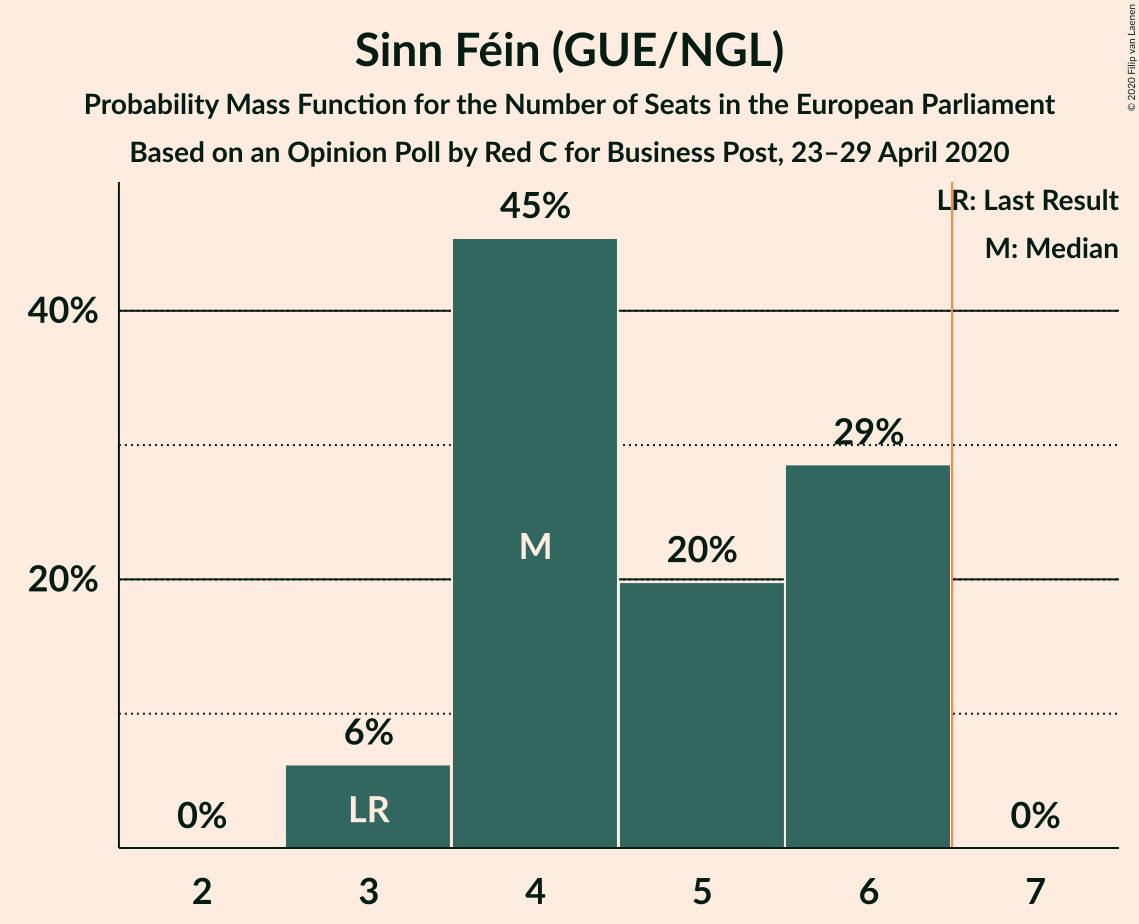 Sinn Féin (GUE/NGL)
Probability Mass Function for the Number of Seats in the European Parliament
Based on an Opinion Poll by Red C for Business Post, 23–29 April 2020
© 2020 Filip van Laenen
LR: Last Result
M: Median
45%
40%
29%
M
20%
20%
6%
LR
0%
0%
2 3 4 5 6 7